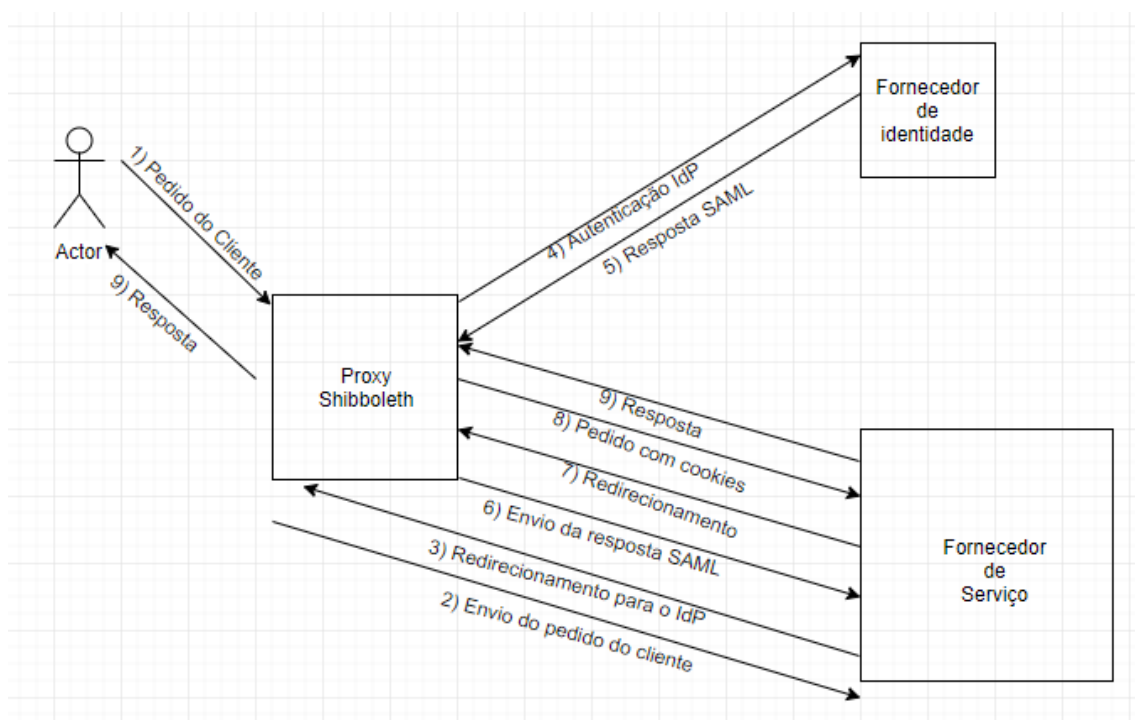 Fornecedor
de
identidade
1) Pedido do Cliente
Actor
4) Autenticação IdP
5) Resposta SAML
9) Resposta
Proxy
Shibboleth
9) Resposta
8) Pedido com cookies
7) Redirecionamento
6) Envio da resposta SAML
3) Redirecionamento para o IdP
2) Envio do pedido do cliente
Fornecedor
de
Serviço